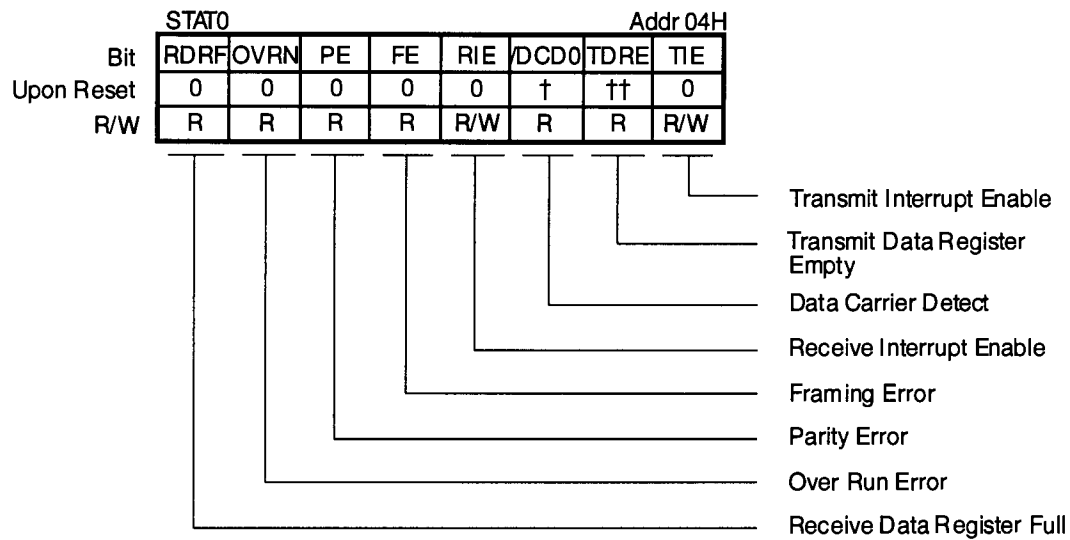 STAT0 Addr 04H
Bit RDRF OVRN PE FE RIE /DCD0 TDRE TIE
Upon Reset 0 0 0 0 0 † †† 0
R/W R R R R R/W R R R/W
Transmit Interrupt Enable
Transmit Data Register
Empty
Data Carrier Detect
Receive Interrupt Enable
Framing Error
Parity Error
Over Run Error
Receive Data Register Full